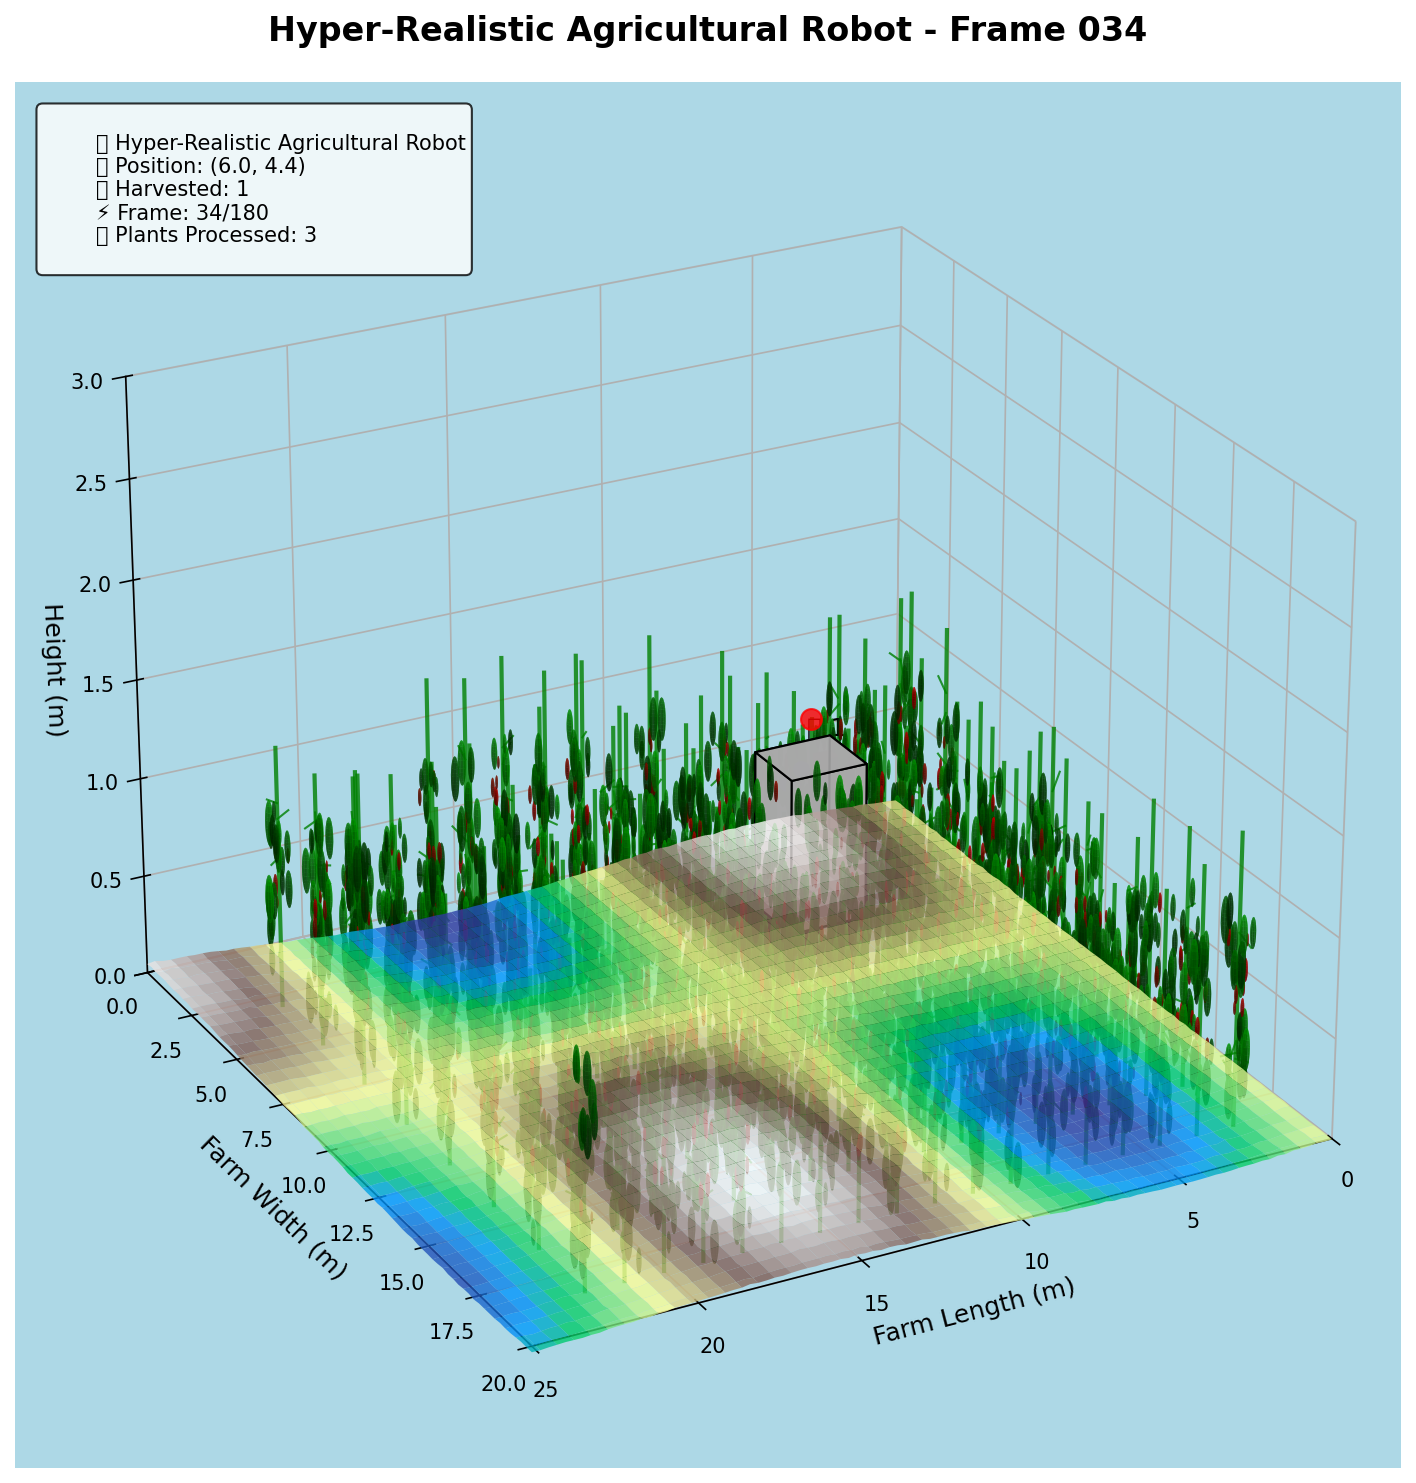 Hyper-Realistic Agricultural Robot - Frame 034
Hyper-Realistic Agricultural Robot
Position: (6.0, 4.4)
Harvested: 1
⚡ Frame: 34/180
Plants Processed: 3
3.0
2.5
2.0
1.5
1.0
0.5
0.0
Height (m)
0.0
2.5
5.0
7.5
10.0
12.5
15.0
17.5
20.0
Farm Width (m)
25
20
15
10
5
0
Farm Length (m)